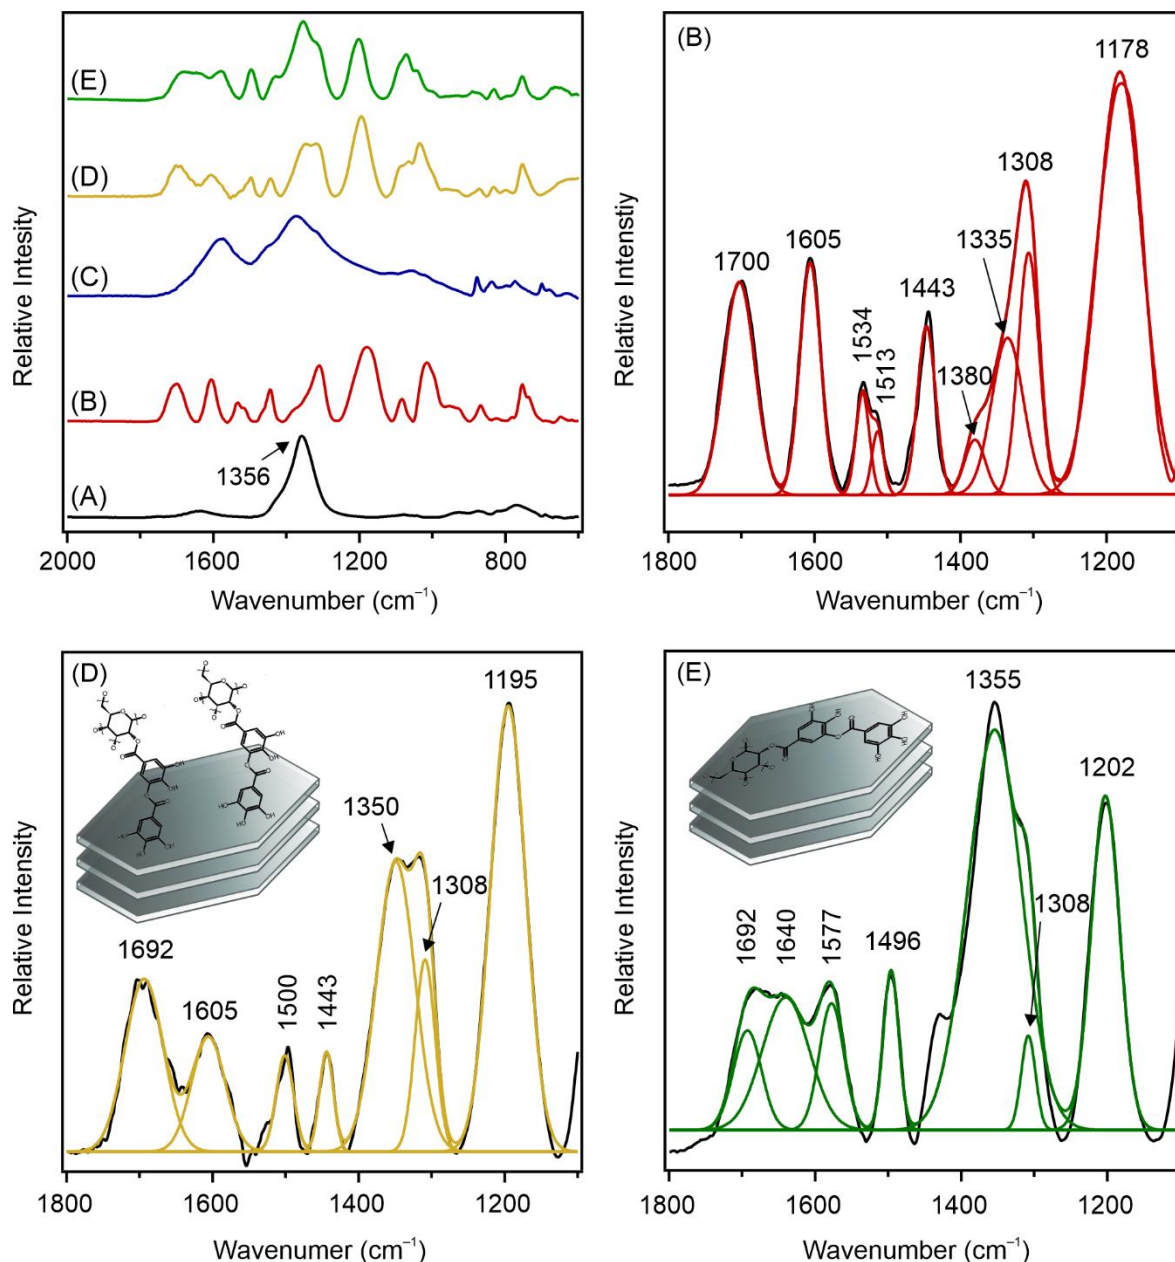 (E)
(D)
(C)
(B)
(A)
1356
Relative Intesity
2000 1600 1200 800
Wavenumber (cm⁻¹)
(B)
1178
1308
1335
1605
1700
1443
1534
1513
1380
Relative Intenstiy
1800 1600 1400 1200
Wavenumber (cm⁻¹)
(D)
1195
1350
1308
1692
1605
1500
1443
Relative Intensity
1800 1600 1400 1200
Wavenumer (cm⁻¹)
(E)
1355
1202
1308
1692
1640
1577
1496
Relative Intensity
1800 1600 1400 1200
Wavenumber (cm⁻¹)